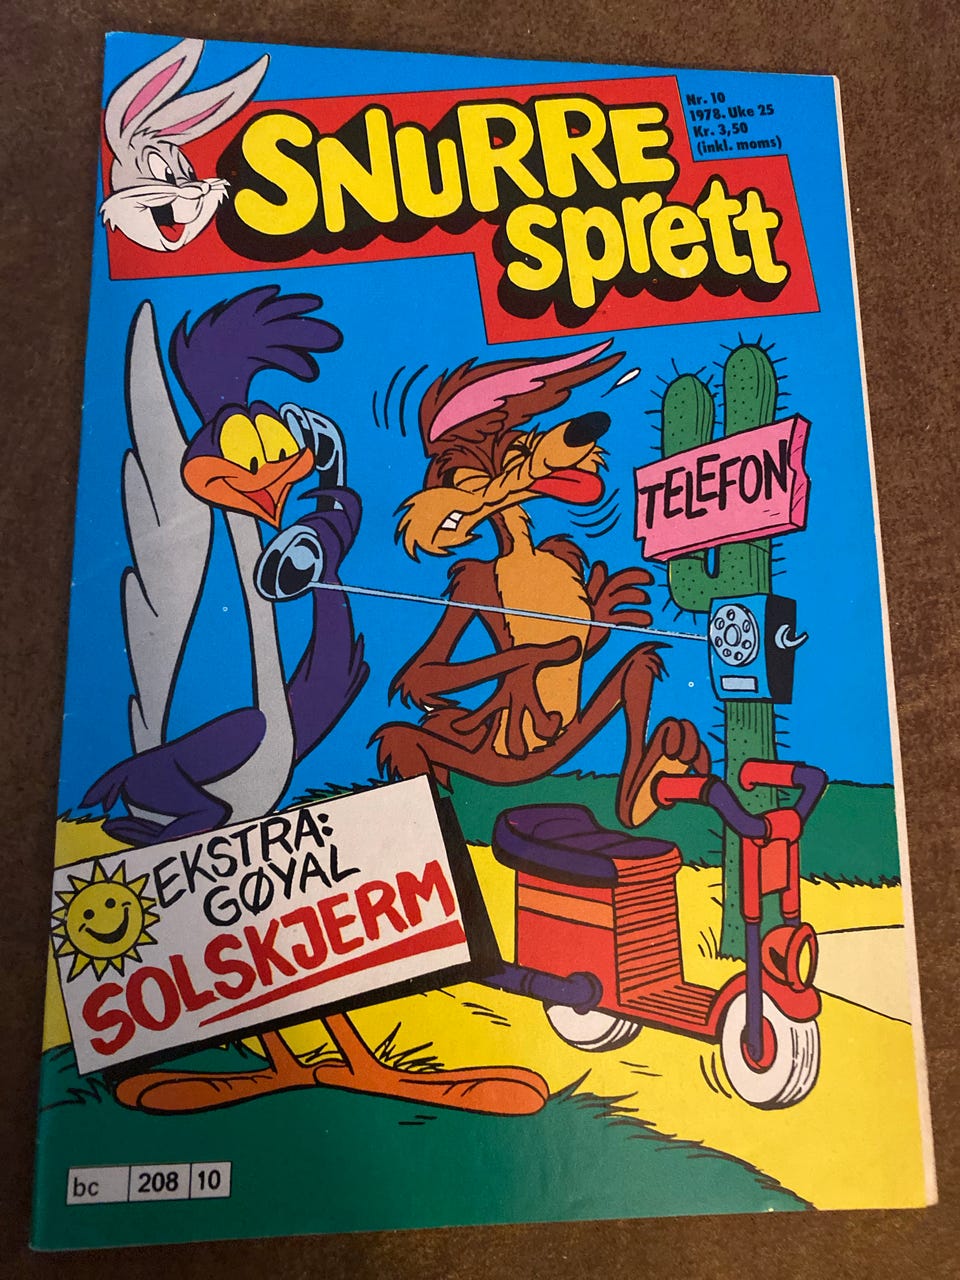 SNURRE
sprett
Nr. 10
1978. Uke 25
Kr. 3,50
(inkl. moms)
TELEFON
EKSTRA:
GØYAL
SOLSKJERM
bc 208 10